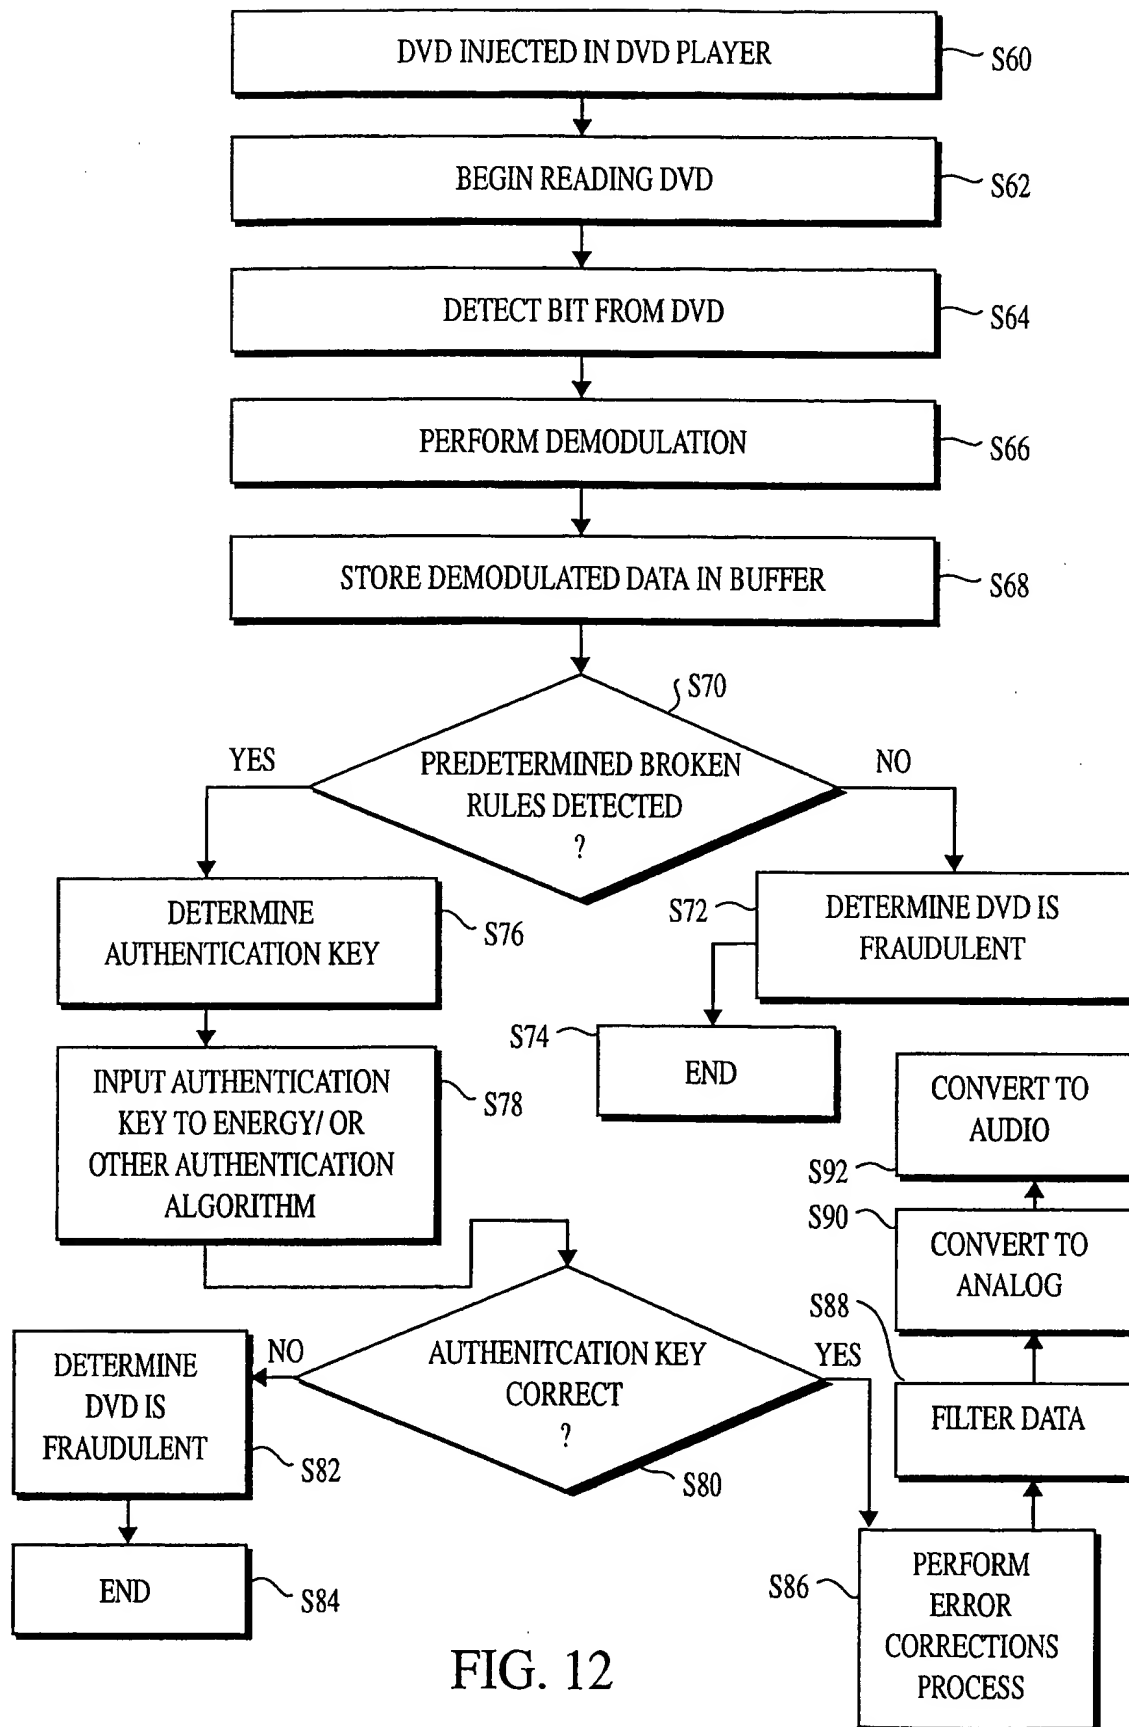 DVD INJECTED IN DVD PLAYER
S60
BEGIN READING DVD
S62
DETECT BIT FROM DVD
S64
PERFORM DEMODULATION
S66
STORE DEMODULATED DATA IN BUFFER
S68
S70
YES
PREDETERMINED BROKEN
RULES DETECTED
?
NO
DETERMINE
AUTHENTICATION KEY
S76
S72
DETERMINE DVD IS
FRAUDULENT
S74
END
INPUT AUTHENTICATION
KEY TO ENERGY/ OR
OTHER AUTHENTICATION
ALGORITHM
S78
CONVERT TO
AUDIO
S92
S90
CONVERT TO
ANALOG
S88
FILTER DATA
DETERMINE
DVD IS
FRAUDULENT
S82
NO
AUTHENITCATION KEY
CORRECT
?
YES
S80
END
S84
S86
PERFORM
ERROR
CORRECTIONS
PROCESS
FIG. 12